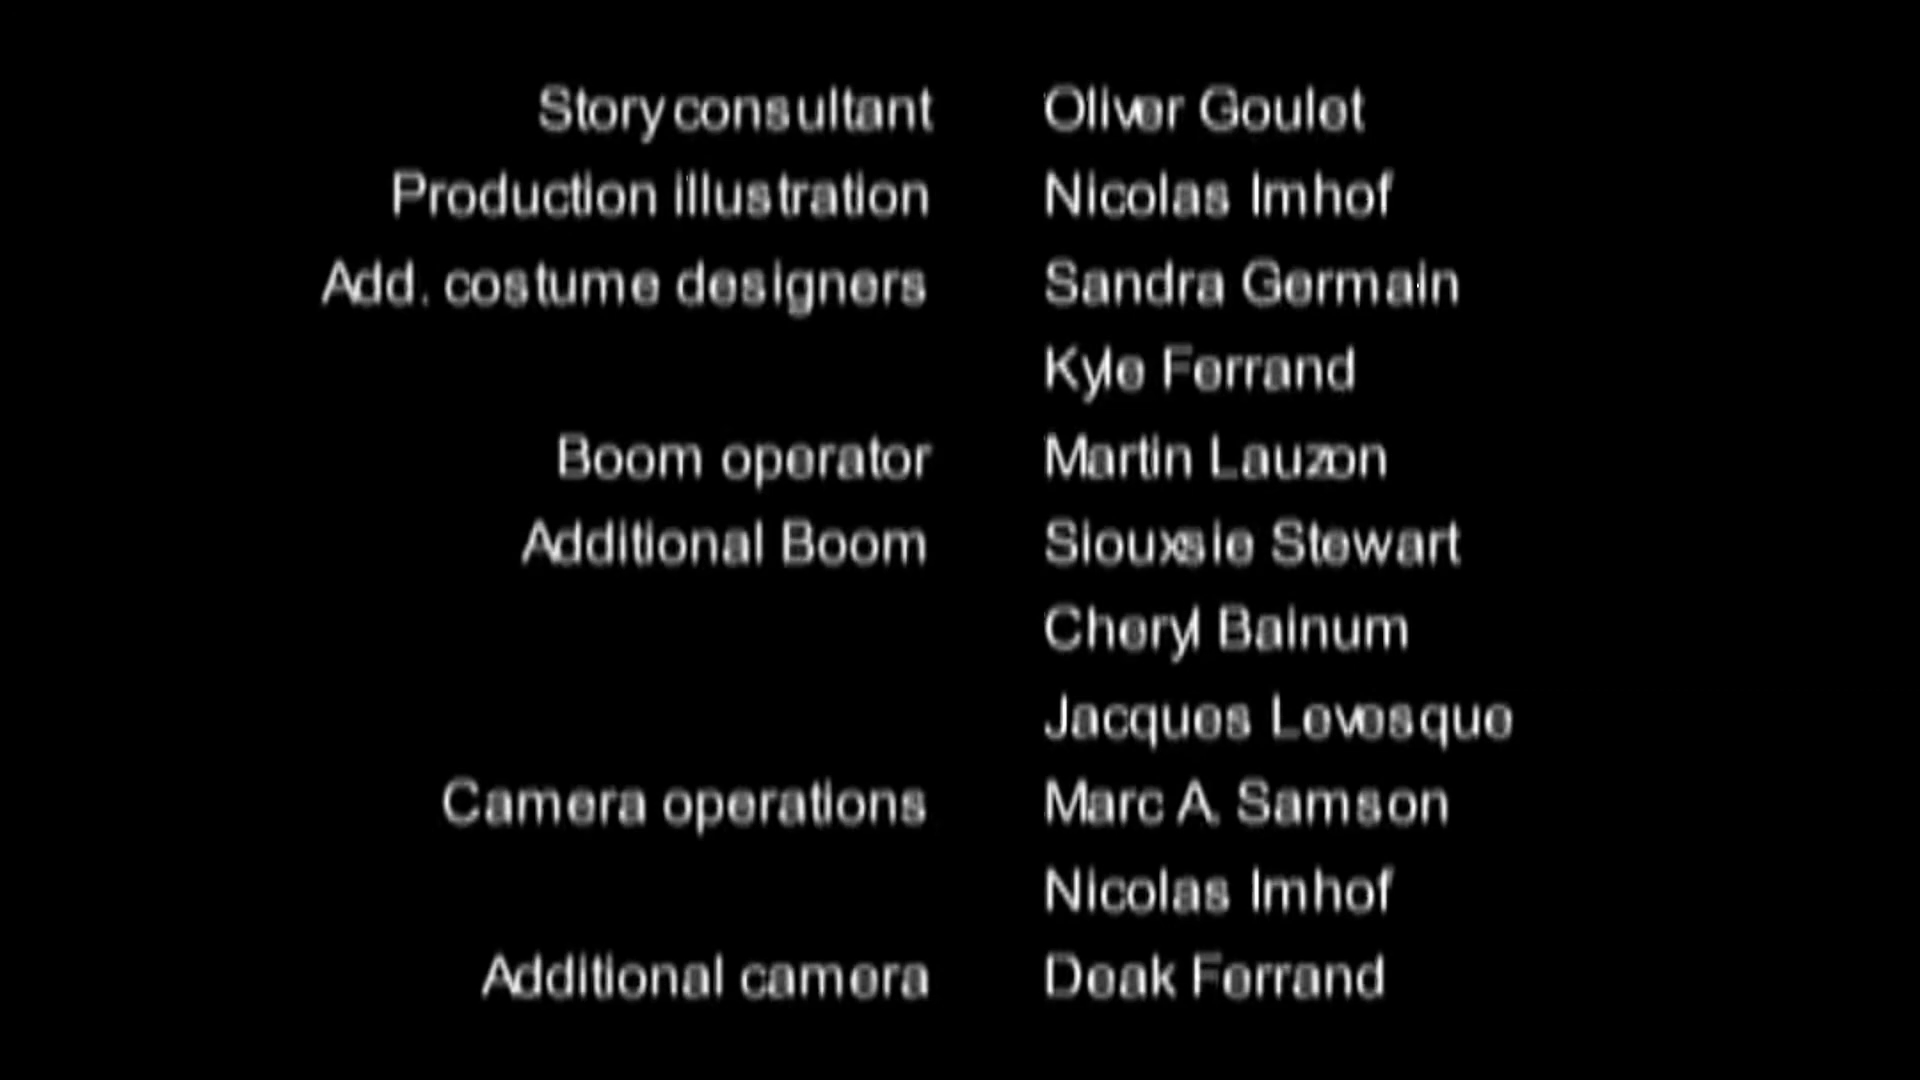 Story consultant Oliver Goulet
Production illustration Nicolas Imhof
Add. costume designers Sandra Germain
Kyle Ferrand
Boom operator Martin Lauzon
Additional Boom Siouxsie Stewart
Cheryl Bainum
Jacques Levesque
Camera operations Marc A. Samson
Nicolas Imhof
Additional camera Deak Ferrand